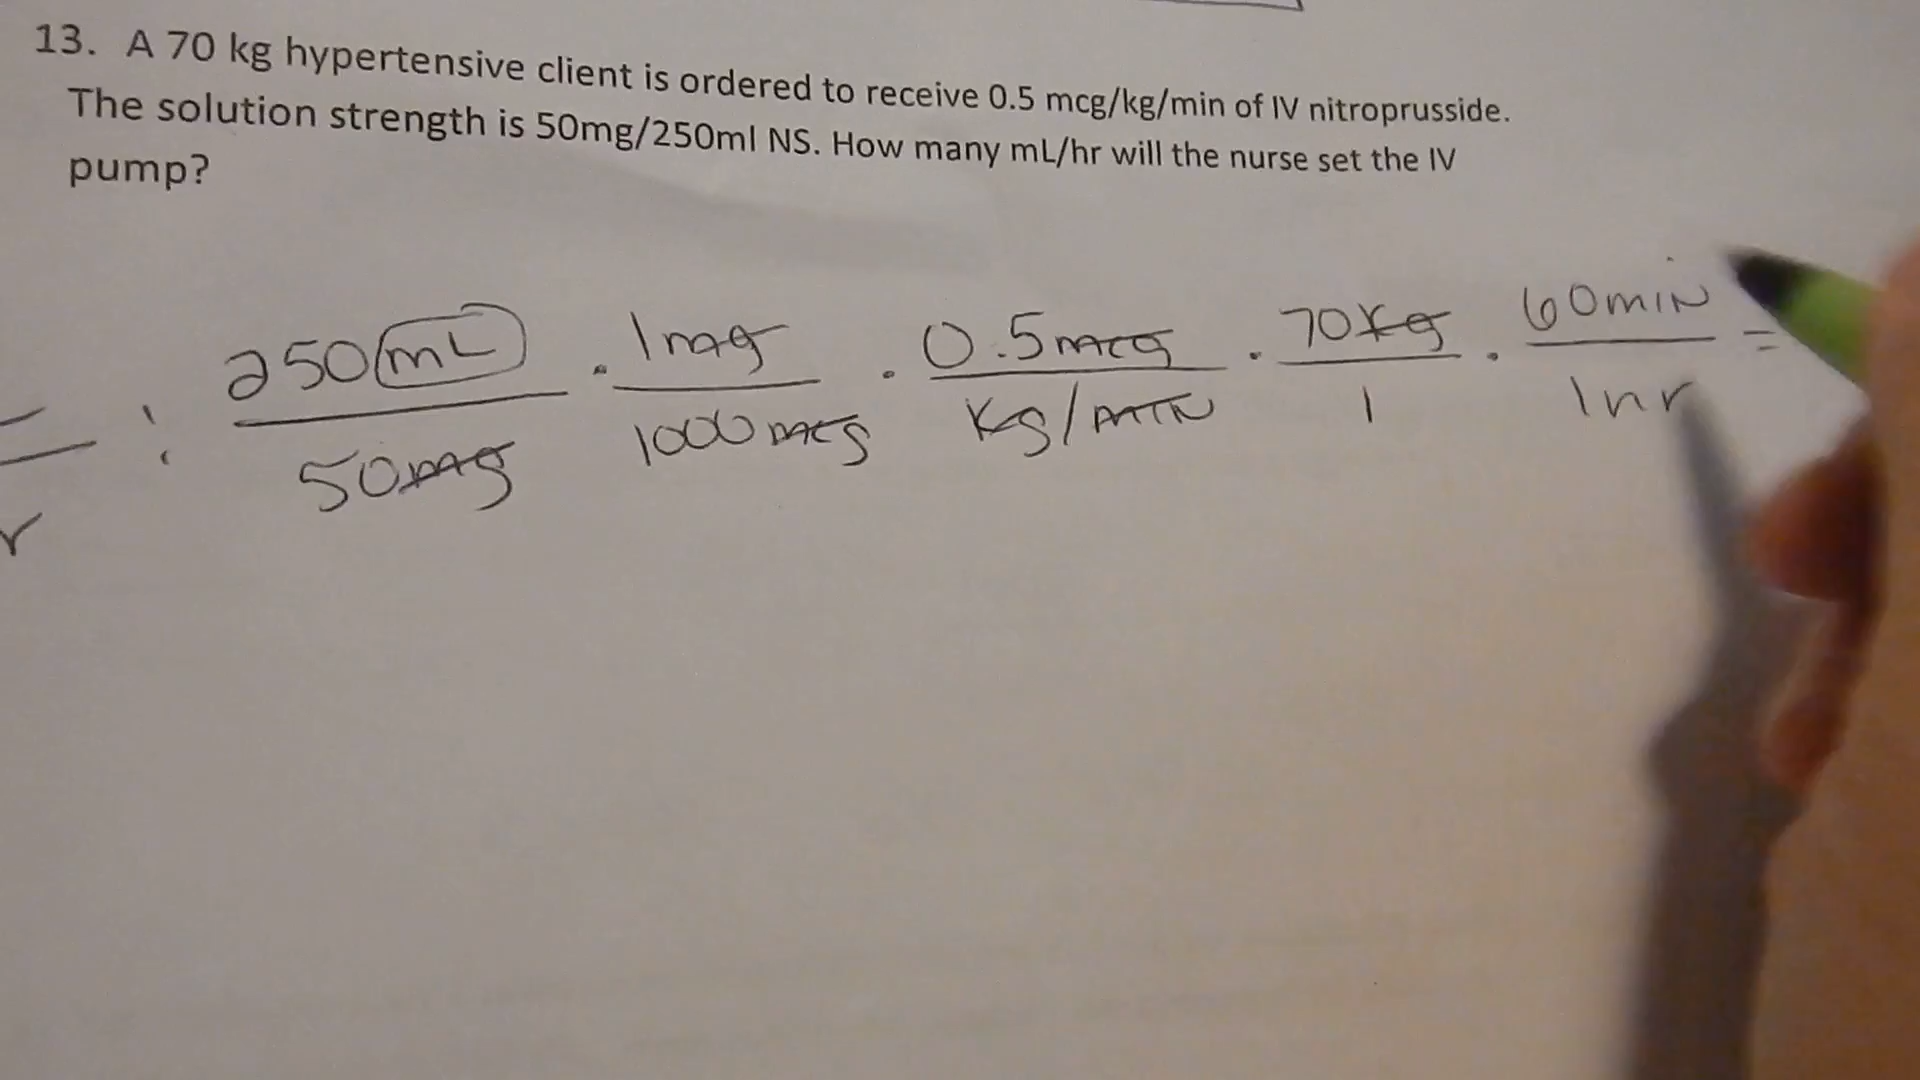 13. A 70 kg hypertensive client is ordered to receive 0.5 mcg/kg/min of IV nitroprusside.
The solution strength is 50mg/250ml NS. How many mL/hr will the nurse set the IV
pump?
= : 250mL/50mg · 1mg/1000mcg · 0.5mcg/Kg/min · 70kg/1 · 60min/1hr =
r